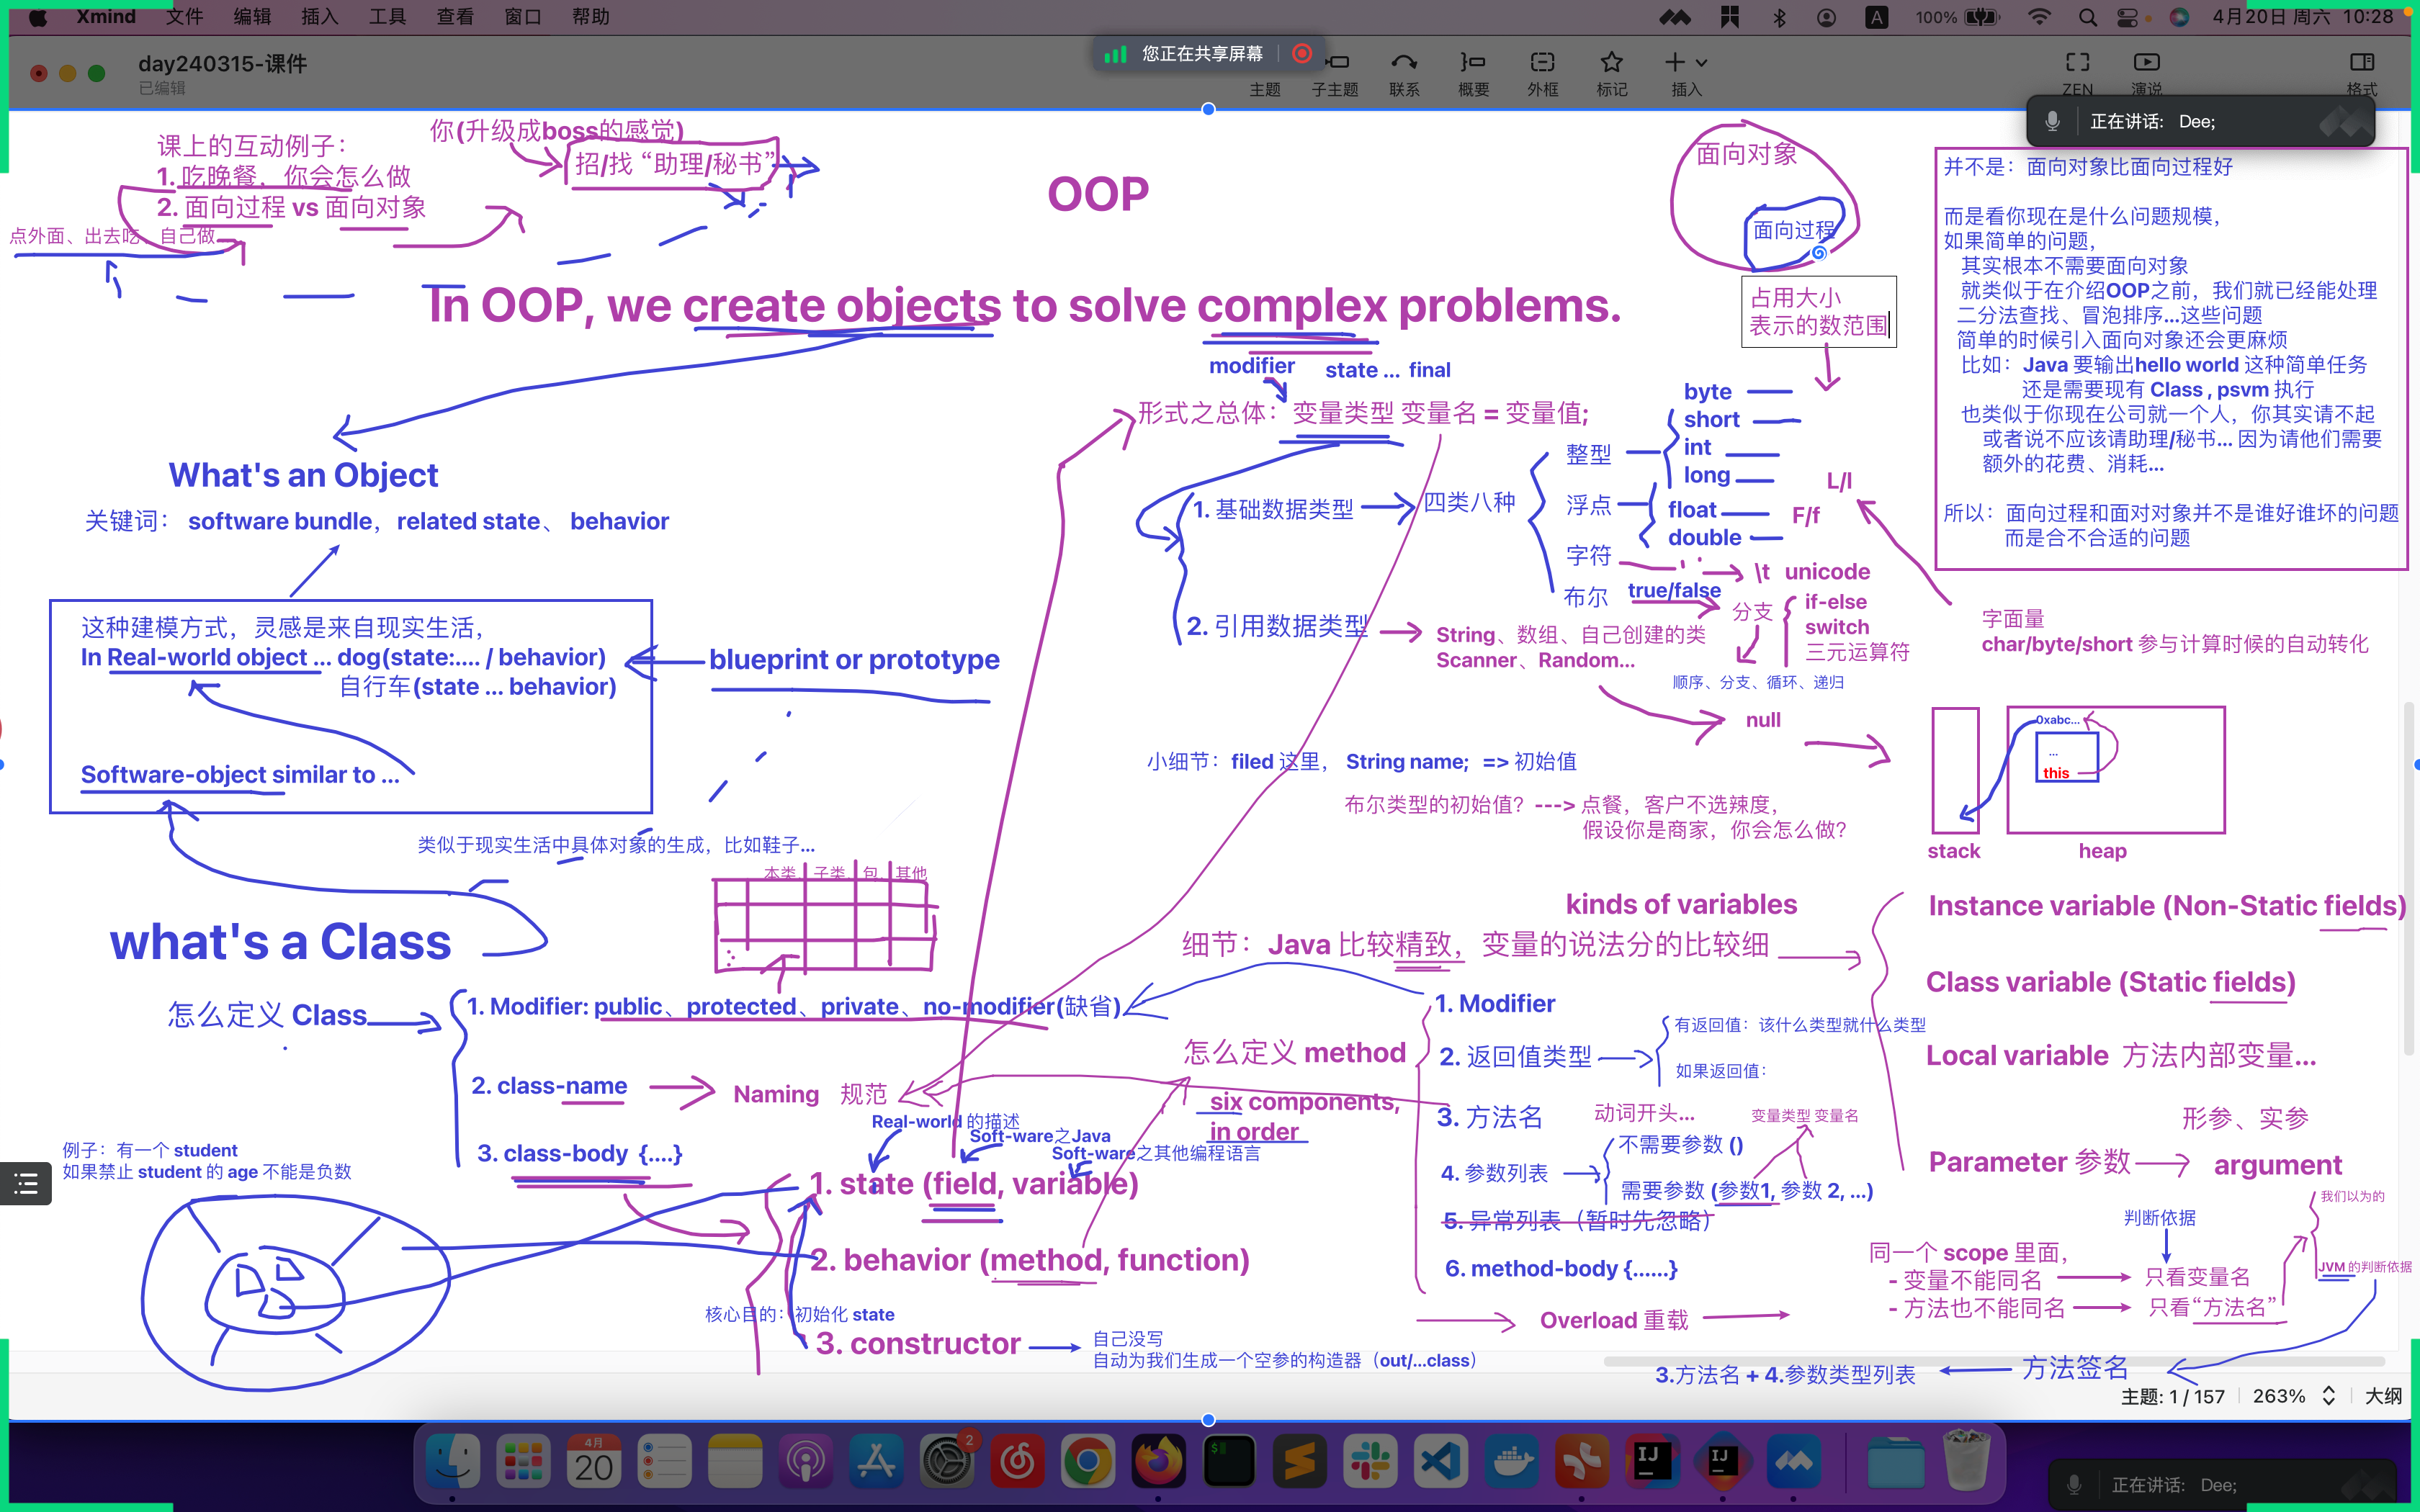 Xmind 文件 编辑 插入 工具 查看 窗口 帮助
A 100% 4月20日 周六 10:28
day240315-课件
已编辑
您正在共享屏幕
主题 子主题 联系 概要 外框 标记 插入 ZEN 演说 格式
正在讲话: Dee;
课上的互动例子：
1. 吃晚餐，你会怎么做
2. 面向过程 vs 面向对象
点外面、出去吃、自己做...
你(升级成boss的感觉)
招/找 “助理/秘书”
OOP
In OOP, we create objects to solve complex problems.
面向对象
面向过程
占用大小
表示的数范围
并不是：面向对象比面向过程好
而是看你现在是什么问题规模，
如果简单的问题，
其实根本不需要面向对象
就类似于在介绍OOP之前，我们就已经能处理
二分法查找、冒泡排序...这些问题
简单的时候引入面向对象还会更麻烦
比如：Java 要输出hello world 这种简单任务
还是需要现有 Class , psvm 执行
也类似于你现在公司就一个人，你其实请不起
或者说不应该请助理/秘书... 因为请他们需要
额外的花费、消耗...
所以：面向过程和面对对象并不是谁好谁坏的问题
而是合不合适的问题
What's an Object
关键词： software bundle，related state、 behavior
这种建模方式，灵感是来自现实生活，
In Real-world object ... dog(state:.... / behavior)
自行车(state ... behavior)
Software-object similar to ...
blueprint or prototype
类似于现实生活中具体对象的生成，比如鞋子...
modifier state ... final
形式之总体：变量类型 变量名 = 变量值;
1. 基础数据类型
四类八种
整型
byte
short
int
long
L/l
浮点
float
double
F/f
字符
' '
\t unicode
布尔
true/false
分支
if-else
switch
三元运算符
顺序、分支、循环、递归
2. 引用数据类型
String、数组、自己创建的类
Scanner、Random...
null
字面量
char/byte/short 参与计算时候的自动转化
0xabc...
...
this
stack
heap
小细节：filed 这里， String name; => 初始值
布尔类型的初始值？---> 点餐，客户不选辣度，
假设你是商家，你会怎么做?
what's a Class
本类 子类 包 其他
怎么定义 Class
1. Modifier: public、protected、private、no-modifier(缺省)
2. class-name
Naming 规范
3. class-body {....}
Real-world 的描述
Soft-ware之Java
Soft-ware之其他编程语言
1. state (field, variable)
2. behavior (method, function)
核心目的：初始化 state
3. constructor
自己没写
自动为我们生成一个空参的构造器（out/...class）
例子：有一个 student
如果禁止 student 的 age 不能是负数
kinds of variables
细节：Java 比较精致，变量的说法分的比较细
Instance variable (Non-Static fields)
Class variable (Static fields)
Local variable 方法内部变量...
形参、实参
Parameter 参数
argument
怎么定义 method
six components,
in order
1. Modifier
2. 返回值类型
有返回值：该什么类型就什么类型
如果返回值：
3. 方法名
动词开头...
变量类型 变量名
4. 参数列表
不需要参数 ()
需要参数 (参数1, 参数 2, ...)
5. 异常列表（暂时先忽略）
6. method-body {......}
Overload 重载
同一个 scope 里面，
- 变量不能同名
- 方法也不能同名
判断依据
只看变量名
只看“方法名”
我们以为的
JVM 的判断依据
方法签名
3.方法名 + 4.参数类型列表
主题: 1 / 157 263% 大纲
4月
20
2
正在讲话: Dee;